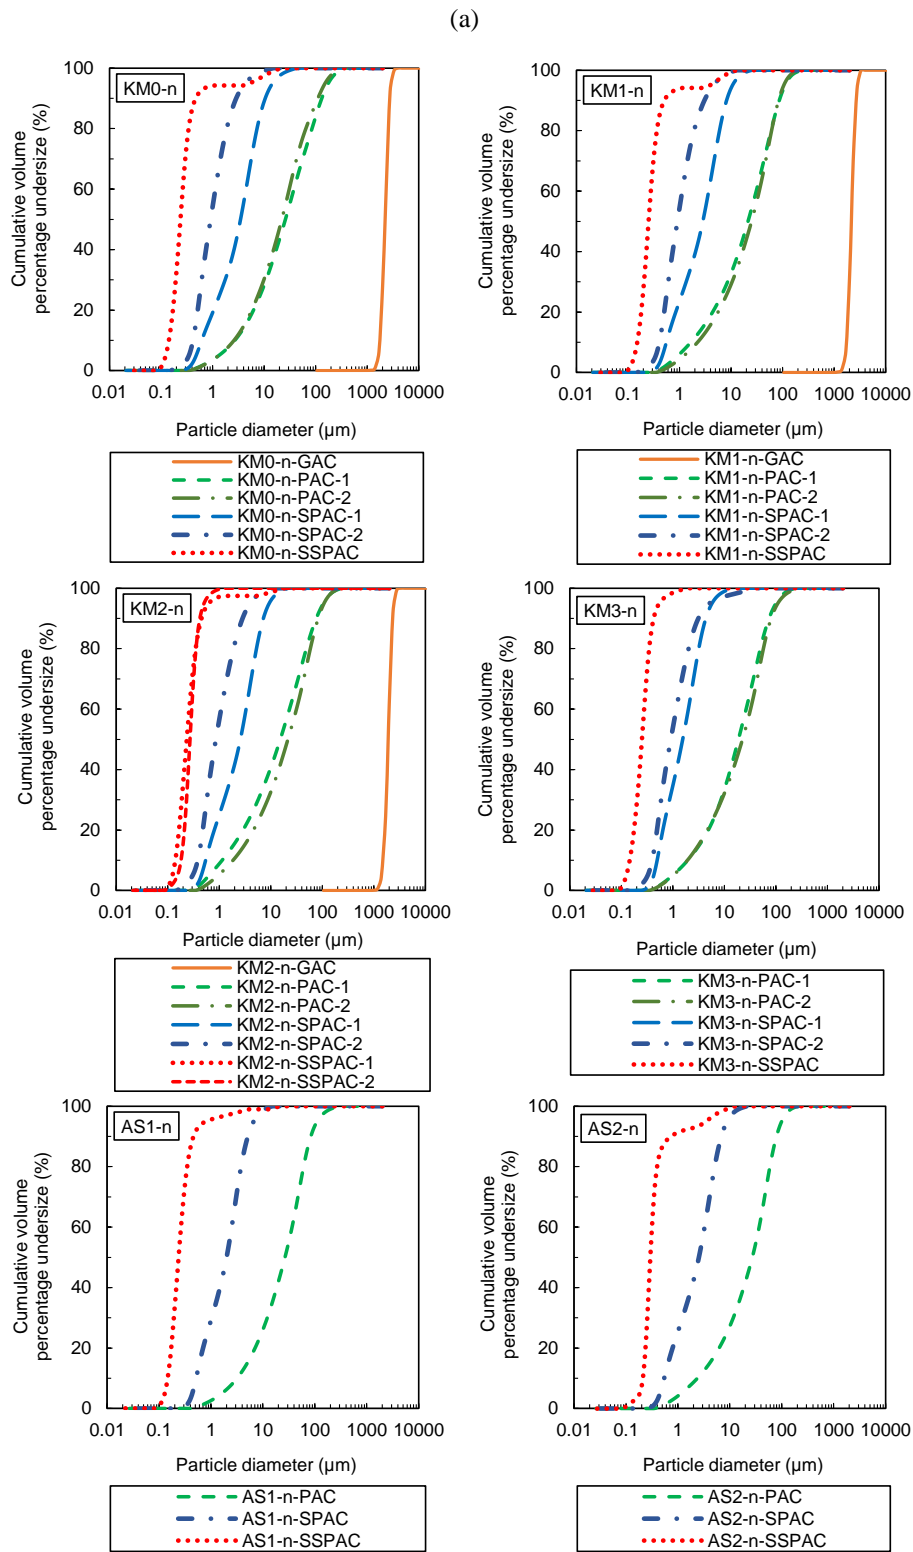 (a)
Cumulative volume
percentage undersize (%)
100
80
60
40
20
0
KM0-n
0.01 0.1 1 10 100 1000 10000
Particle diameter (µm)
KM0-n-GAC
KM0-n-PAC-1
KM0-n-PAC-2
KM0-n-SPAC-1
KM0-n-SPAC-2
KM0-n-SSPAC
Cumulative volume
percentage undersize (%)
100
80
60
40
20
0
KM1-n
0.01 0.1 1 10 100 1000 10000
Particle diameter (µm)
KM1-n-GAC
KM1-n-PAC-1
KM1-n-PAC-2
KM1-n-SPAC-1
KM1-n-SPAC-2
KM1-n-SSPAC
Cumulative volume
percentage undersize (%)
100
80
60
40
20
0
KM2-n
0.01 0.1 1 10 100 1000 10000
Particle diameter (µm)
KM2-n-GAC
KM2-n-PAC-1
KM2-n-PAC-2
KM2-n-SPAC-1
KM2-n-SPAC-2
KM2-n-SSPAC-1
KM2-n-SSPAC-2
Cumulative volume
percentage undersize (%)
100
80
60
40
20
0
KM3-n
0.01 0.1 1 10 100 1000 10000
Particle diameter (µm)
KM3-n-PAC-1
KM3-n-PAC-2
KM3-n-SPAC-1
KM3-n-SPAC-2
KM3-n-SSPAC
Cumulative volume
percentage undersize (%)
100
80
60
40
20
0
AS1-n
0.01 0.1 1 10 100 1000 10000
Particle diameter (µm)
AS1-n-PAC
AS1-n-SPAC
AS1-n-SSPAC
Cumulative volume
percentage undersize (%)
100
80
60
40
20
0
AS2-n
0.01 0.1 1 10 100 1000 10000
Particle diameter (µm)
AS2-n-PAC
AS2-n-SPAC
AS2-n-SSPAC